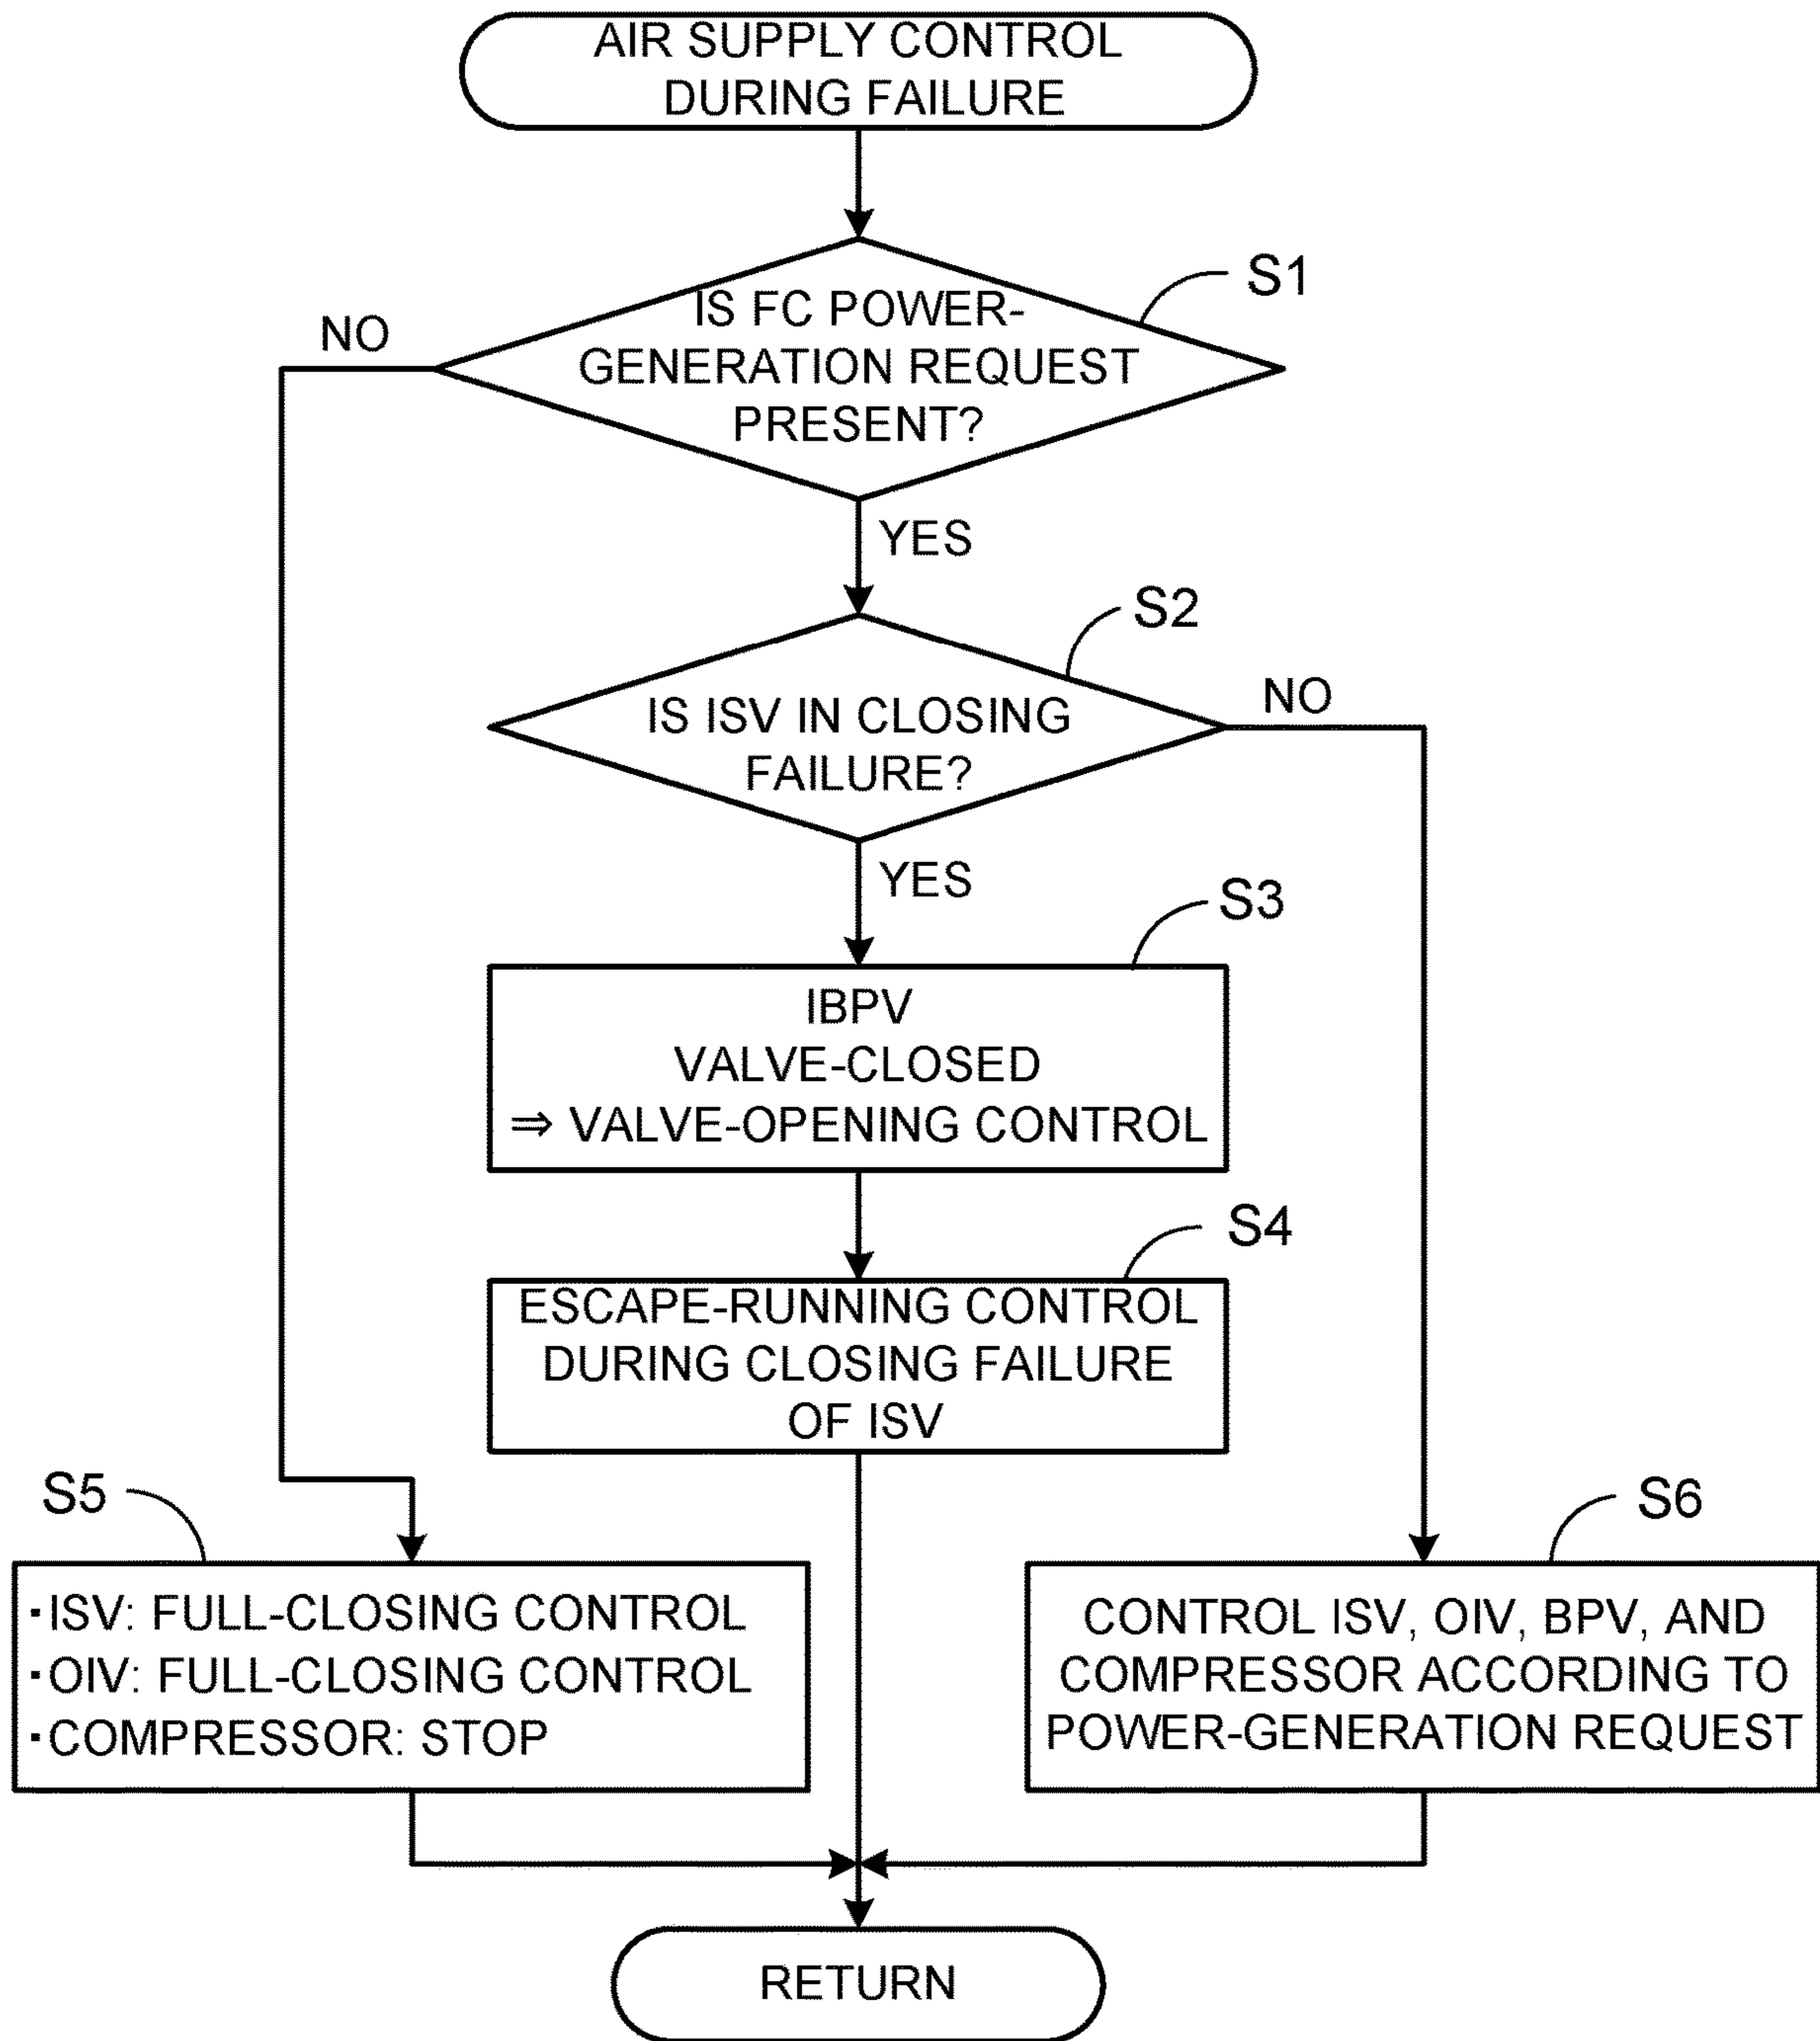 AIR SUPPLY CONTROL
DURING FAILURE
S1
IS FC POWER-
GENERATION REQUEST
PRESENT?
NO
YES
S2
IS ISV IN CLOSING
FAILURE?
NO
YES
S3
IBPV
VALVE-CLOSED
⇒ VALVE-OPENING CONTROL
S4
ESCAPE-RUNNING CONTROL
DURING CLOSING FAILURE
OF ISV
S5
・ISV: FULL-CLOSING CONTROL
・OIV: FULL-CLOSING CONTROL
・COMPRESSOR: STOP
S6
CONTROL ISV, OIV, BPV, AND
COMPRESSOR ACCORDING TO
POWER-GENERATION REQUEST
RETURN